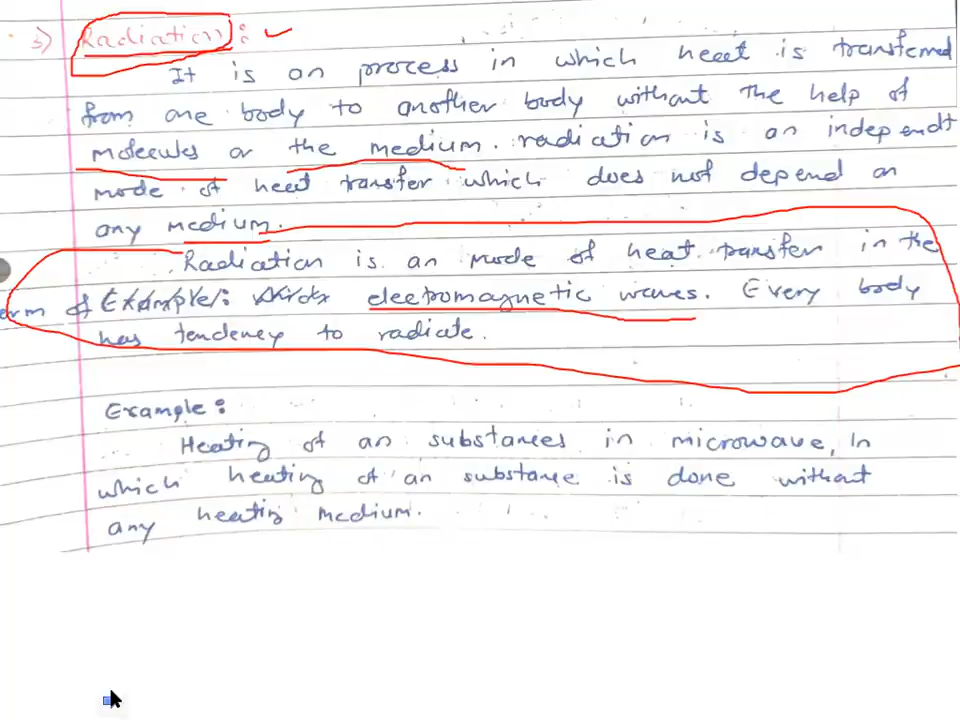 3) Radiation :
It is an process in which heat is transferred
from one body to another body without the help of
molecules or the medium. radiation is an independt
mode of heat transfer which does not depend on
any medium.
Radiation is an mode of heat transfer in the
form of Example: electromagnetic waves. Every body
has tendency to radiate.
Example:
Heating of an substances in microwave, In
which heating of an substance is done without
any heating medium.